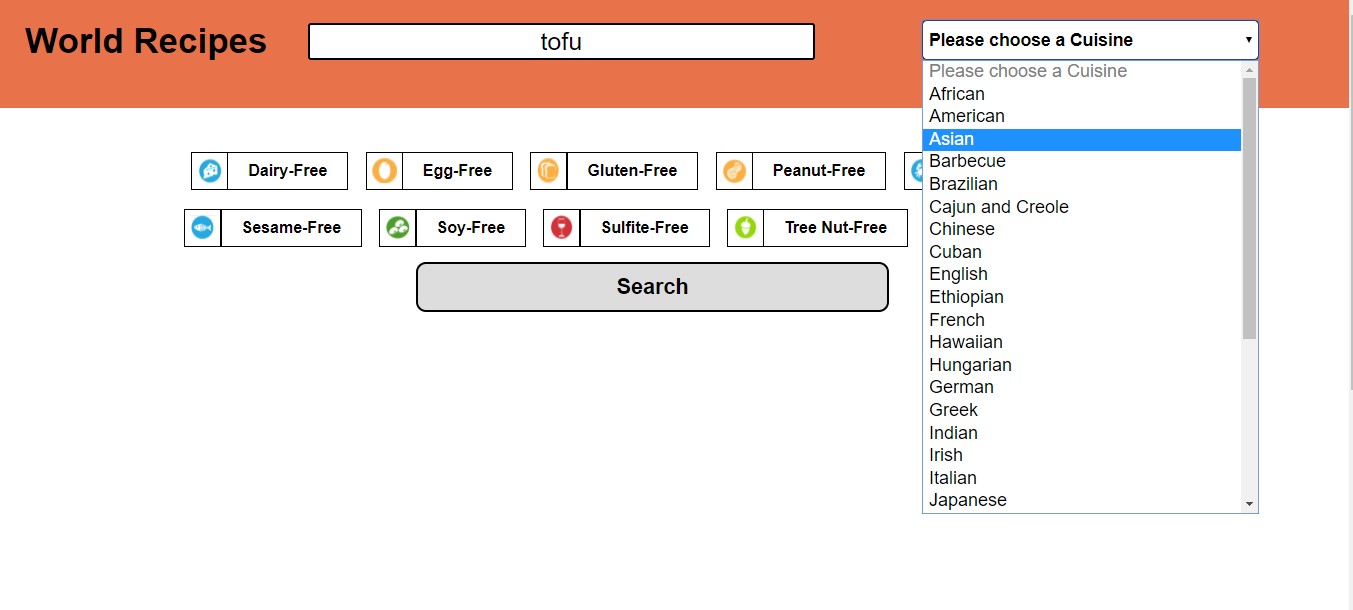 World Recipes
tofu
Please choose a Cuisine
Please choose a Cuisine
African
American
Asian
Barbecue
Brazilian
Cajun and Creole
Chinese
Cuban
English
Ethiopian
French
Hawaiian
Hungarian
German
Greek
Indian
Irish
Italian
Japanese
Dairy-Free
Egg-Free
Gluten-Free
Peanut-Free
Sesame-Free
Soy-Free
Sulfite-Free
Tree Nut-Free
Search